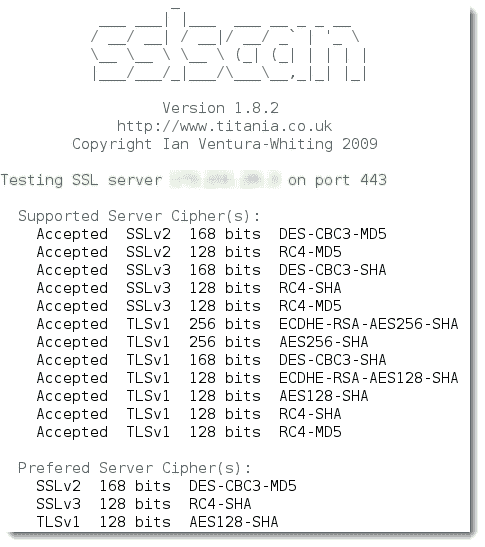 sslscan
Version 1.8.2
http://www.titania.co.uk
Copyright Ian Ventura-Whiting 2009
Testing SSL server on port 443
Supported Server Cipher(s):
Accepted SSLv2 168 bits DES-CBC3-MD5
Accepted SSLv2 128 bits RC4-MD5
Accepted SSLv3 168 bits DES-CBC3-SHA
Accepted SSLv3 128 bits RC4-SHA
Accepted SSLv3 128 bits RC4-MD5
Accepted TLSv1 256 bits ECDHE-RSA-AES256-SHA
Accepted TLSv1 256 bits AES256-SHA
Accepted TLSv1 168 bits DES-CBC3-SHA
Accepted TLSv1 128 bits ECDHE-RSA-AES128-SHA
Accepted TLSv1 128 bits AES128-SHA
Accepted TLSv1 128 bits RC4-SHA
Accepted TLSv1 128 bits RC4-MD5
Prefered Server Cipher(s):
SSLv2 168 bits DES-CBC3-MD5
SSLv3 128 bits RC4-SHA
TLSv1 128 bits AES128-SHA